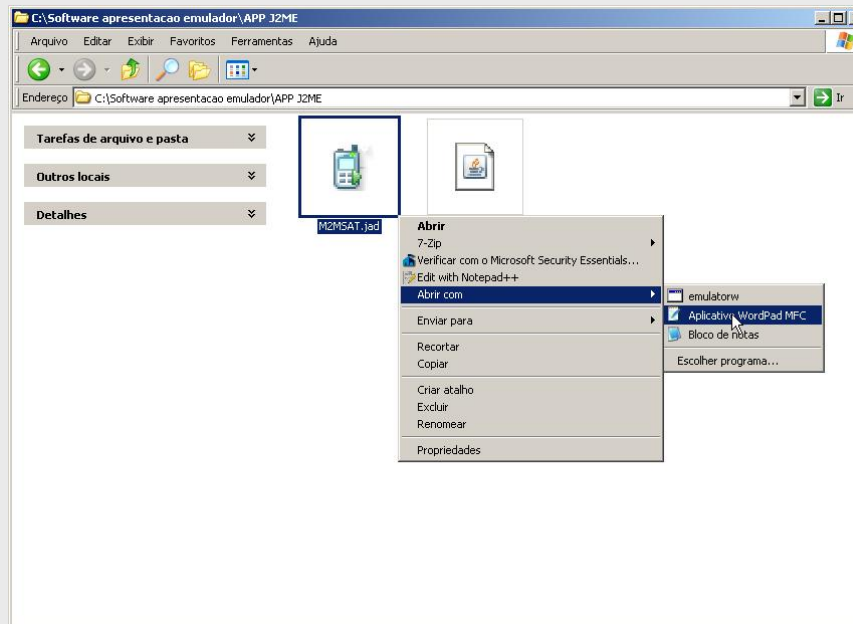 C:\Software apresentacao emulador\APP J2ME
Arquivo Editar Exibir Favoritos Ferramentas Ajuda
Endereço C:\Software apresentacao emulador\APP J2ME Ir
Tarefas de arquivo e pasta
Outros locais
Detalhes
M2MSAT.jad
Abrir
7-Zip
Verificar com o Microsoft Security Essentials...
Edit with Notepad++
Abrir com
Enviar para
Recortar
Copiar
Criar atalho
Excluir
Renomear
Propriedades
emulatorw
Aplicativo WordPad MFC
Bloco de notas
Escolher programa...